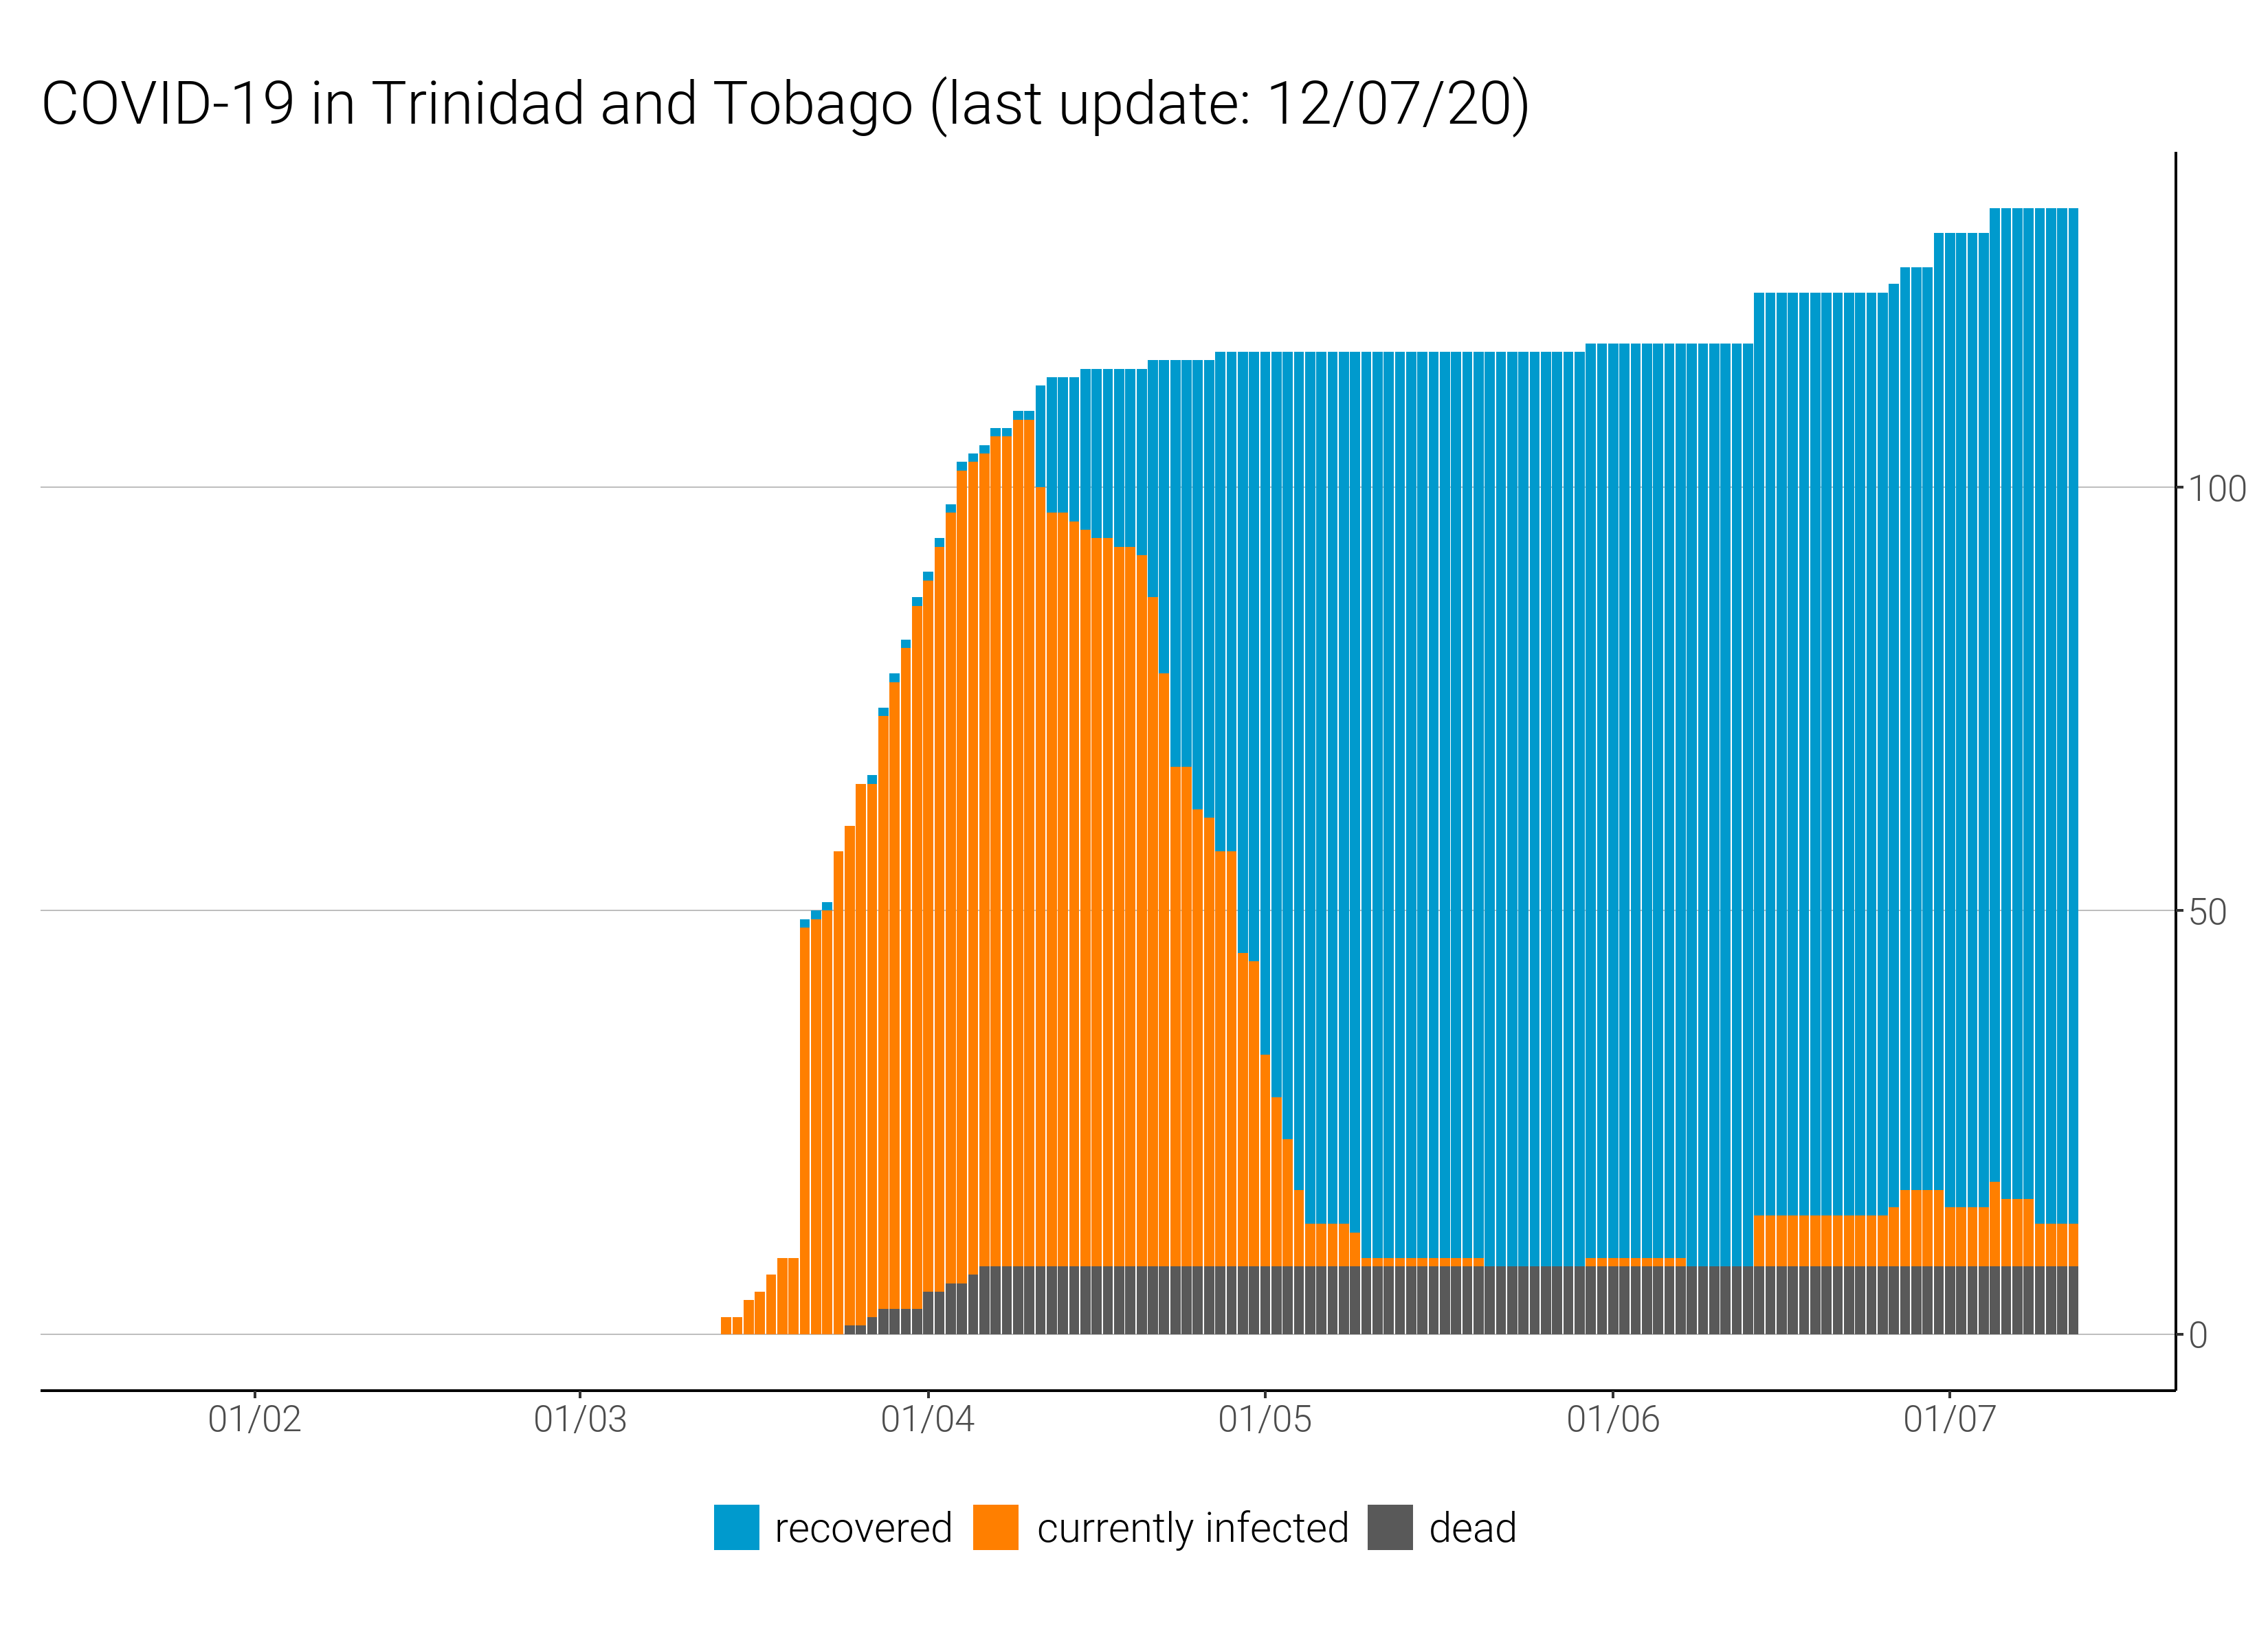 COVID-19 in Trinidad and Tobago (last update: 12/07/20)
100
50
0
01/02 01/03 01/04 01/05 01/06 01/07
recovered currently infected dead